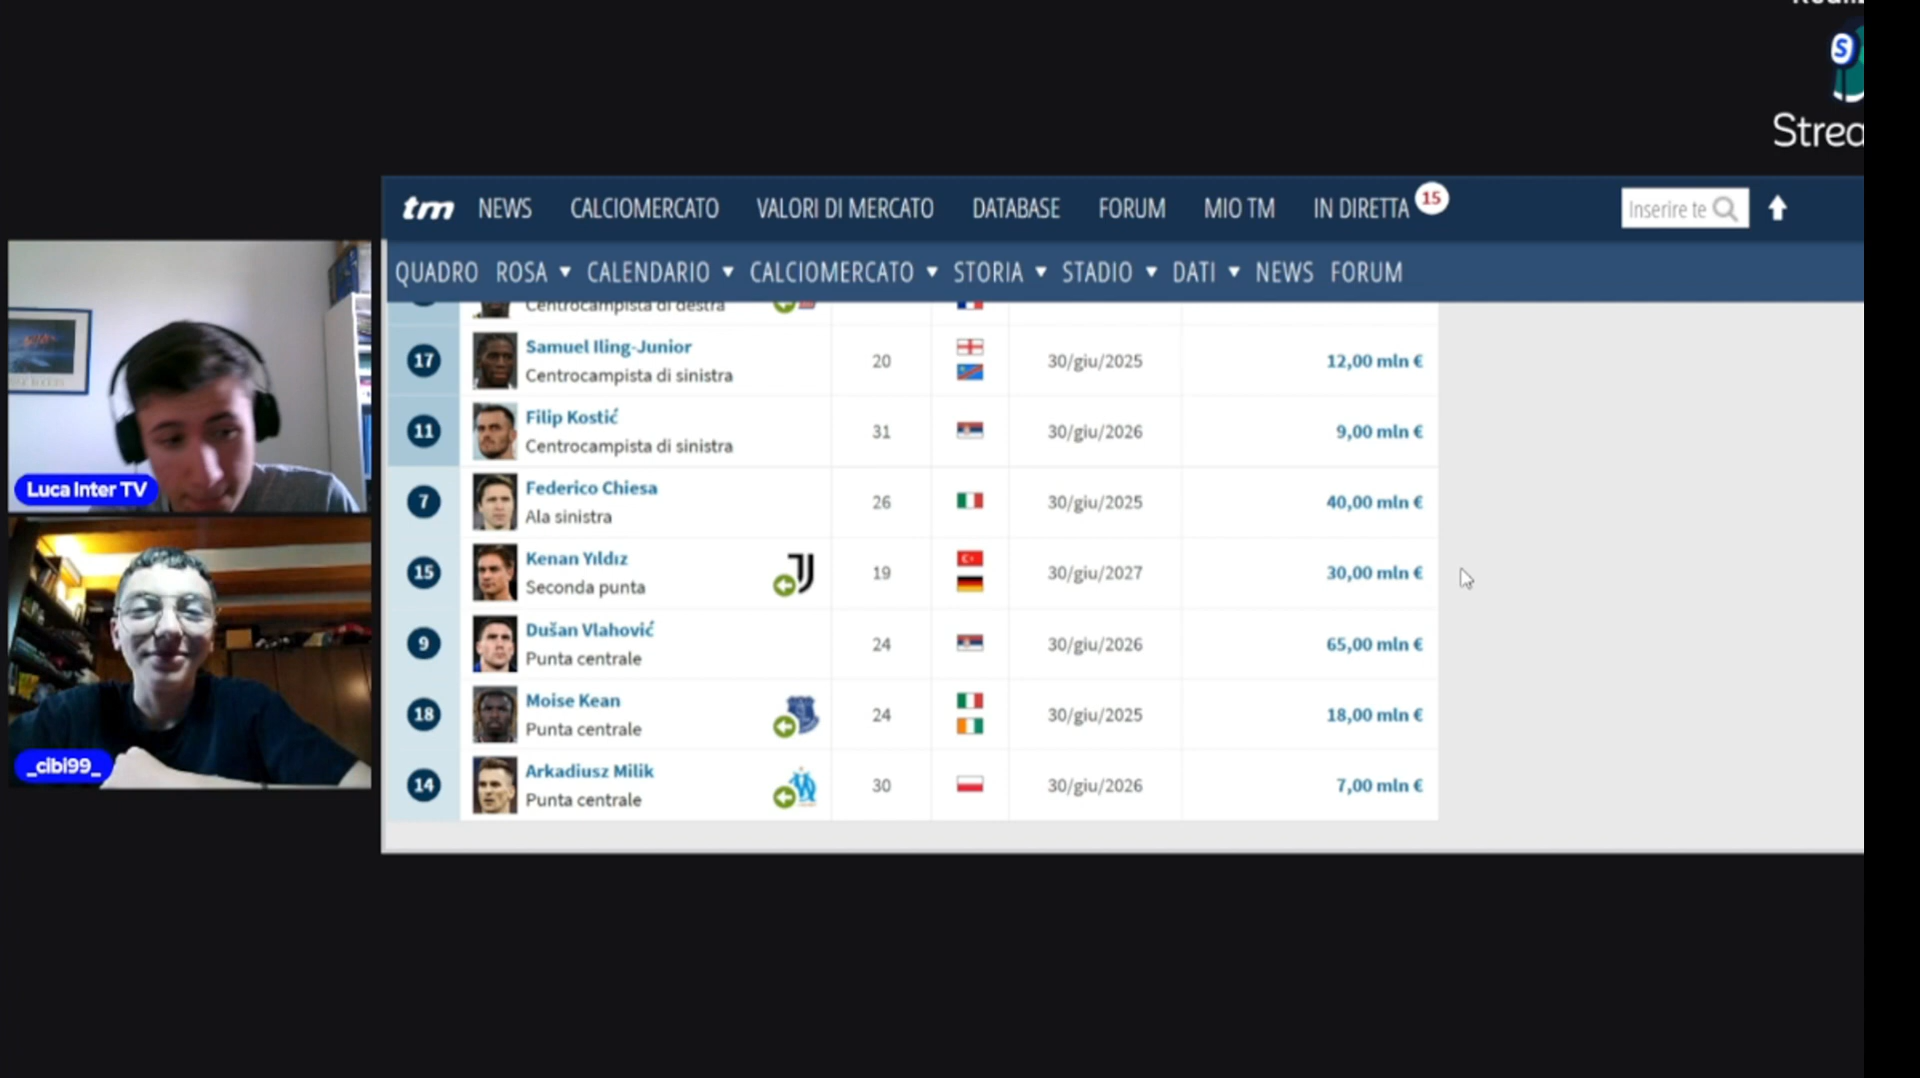 Strea
tm NEWS CALCIOMERCATO VALORI DI MERCATO DATABASE FORUM MIO TM IN DIRETTA 15 Inserire te
QUADRO ROSA CALENDARIO CALCIOMERCATO STORIA STADIO DATI NEWS FORUM
Centrocampista di destra
17 Samuel Iling-Junior 20 30/giu/2025 12,00 mln €
Centrocampista di sinistra
11 Filip Kostić 31 30/giu/2026 9,00 mln €
Centrocampista di sinistra
7 Federico Chiesa 26 30/giu/2025 40,00 mln €
Ala sinistra
15 Kenan Yıldız 19 30/giu/2027 30,00 mln €
Seconda punta
9 Dušan Vlahović 24 30/giu/2026 65,00 mln €
Punta centrale
18 Moise Kean 24 30/giu/2025 18,00 mln €
Punta centrale
14 Arkadiusz Milik 30 30/giu/2026 7,00 mln €
Punta centrale
Luca Inter TV
_cibi99_